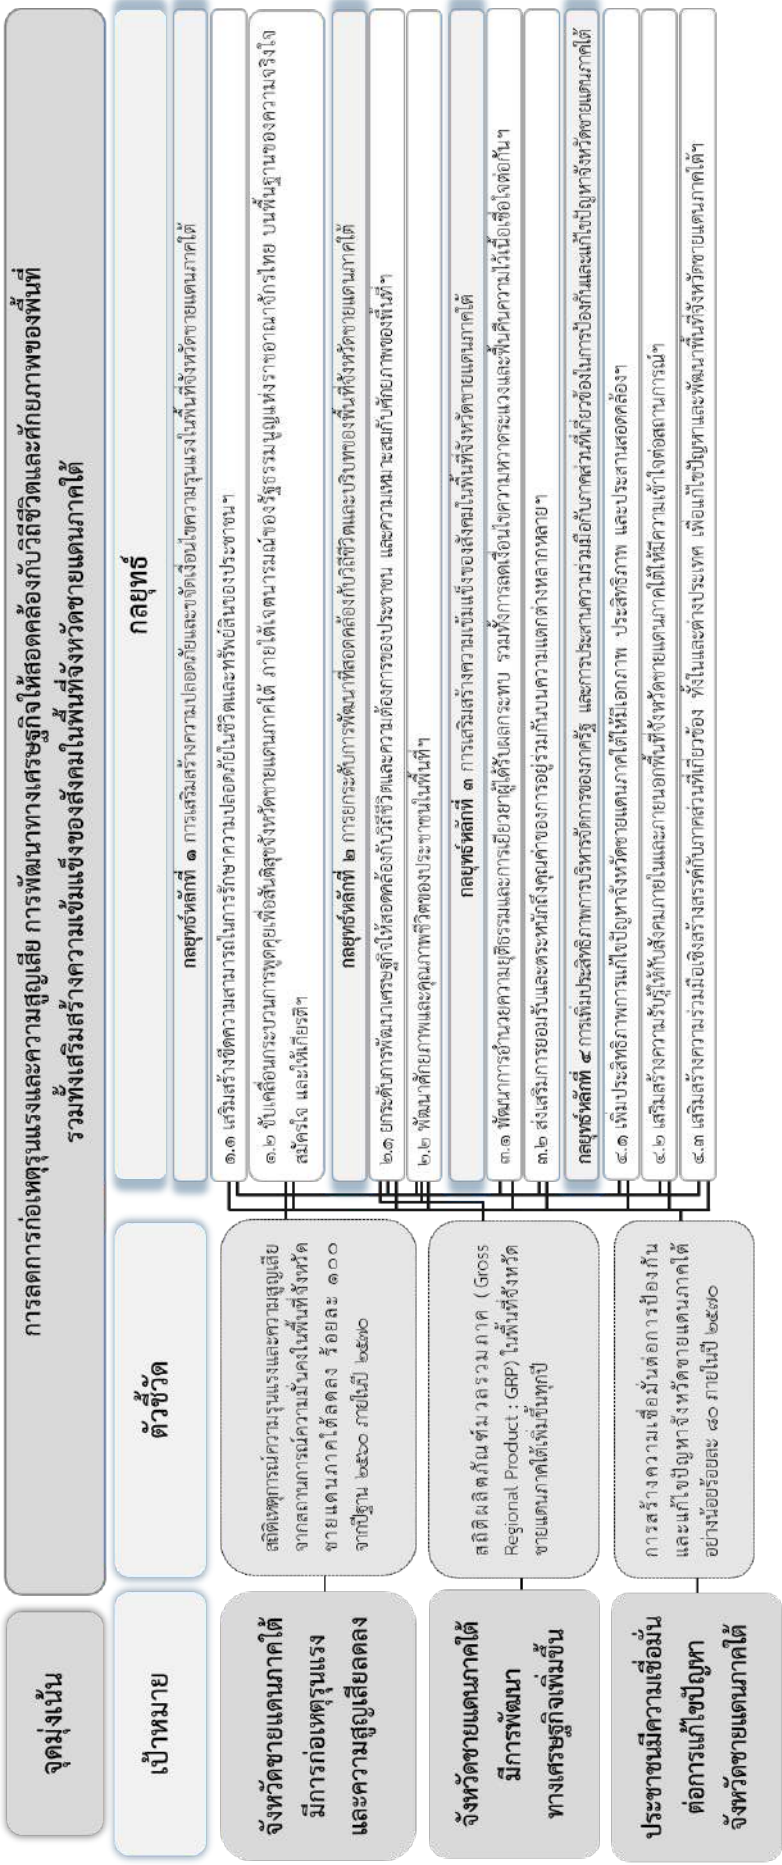 จุดมุ่งเน้น
การลดการก่อเหตุรุนแรงและความสูญเสีย การพัฒนาทางเศรษฐกิจให้สอดคล้องกับวิถีชีวิตและศักยภาพของพื้นที่
รวมทั้งเสริมสร้างความเข้มแข็งของสังคมในพื้นที่จังหวัดชายแดนภาคใต้
เป้าหมาย
ตัวชี้วัด
กลยุทธ์
จังหวัดชายแดนภาคใต้
มีการก่อเหตุรุนแรง
และความสูญเสียลดลง
สถิติเหตุการณ์ความรุนแรงและความสูญเสีย
จากสถานการณ์ความมั่นคงในพื้นที่จังหวัด
ชายแดนภาคใต้ลดลง ร้อยละ ๑๐๐
จากปีฐาน ๒๕๖๐ ภายในปี ๒๕๗๐
จังหวัดชายแดนภาคใต้
มีการพัฒนา
ทางเศรษฐกิจเพิ่มขึ้น
สถิติผลิตภัณฑ์มวลรวมภาค (Gross
Regional Product : GRP) ในพื้นที่จังหวัด
ชายแดนภาคใต้เพิ่มขึ้นทุกปี
ประชาชนมีความเชื่อมั่น
ต่อการแก้ไขปัญหา
จังหวัดชายแดนภาคใต้
การสร้างความเชื่อมั่นต่อการป้องกัน
และแก้ไขปัญหาจังหวัดชายแดนภาคใต้
อย่างน้อยร้อยละ ๘๐ ภายในปี ๒๕๗๐
กลยุทธ์หลักที่ ๑ การเสริมสร้างความปลอดภัยและขจัดเงื่อนไขความรุนแรงในพื้นที่จังหวัดชายแดนภาคใต้
๑.๑ เสริมสร้างขีดความสามารถในการรักษาความปลอดภัยในชีวิตและทรัพย์สินของประชาชนฯ
๑.๒ ขับเคลื่อนกระบวนการพูดคุยเพื่อสันติสุขจังหวัดชายแดนภาคใต้ ภายใต้เจตนารมณ์ของรัฐธรรมนูญแห่งราชอาณาจักรไทย บนพื้นฐานของความจริงใจ
สมัครใจ และให้เกียรติฯ
กลยุทธ์หลักที่ ๒ การยกระดับการพัฒนาที่สอดคล้องกับวิถีชีวิตและบริบทของพื้นที่จังหวัดชายแดนภาคใต้
๒.๑ ยกระดับการพัฒนาเศรษฐกิจให้สอดคล้องกับวิถีชีวิตและความต้องการของประชาชน และความเหมาะสมกับศักยภาพของพื้นที่ฯ
๒.๒ พัฒนาศักยภาพและคุณภาพชีวิตของประชาชนในพื้นที่ฯ
กลยุทธ์หลักที่ ๓ การเสริมสร้างความเข้มแข็งของสังคมในพื้นที่จังหวัดชายแดนภาคใต้
๓.๑ พัฒนาการอำนวยความยุติธรรมและการเยียวยาผู้ได้รับผลกระทบ รวมทั้งการลดเงื่อนไขความหวาดระแวงและฟื้นคืนความไว้เนื้อเชื่อใจต่อกันฯ
๓.๒ ส่งเสริมการยอมรับและตระหนักถึงคุณค่าของการอยู่ร่วมกันบนความแตกต่างหลากหลายฯ
กลยุทธ์หลักที่ ๔ การเพิ่มประสิทธิภาพการบริหารจัดการของภาครัฐ และการประสานความร่วมมือกับภาคส่วนที่เกี่ยวข้องในการป้องกันและแก้ไขปัญหาจังหวัดชายแดนภาคใต้
๔.๑ เพิ่มประสิทธิภาพการแก้ไขปัญหาจังหวัดชายแดนภาคใต้ให้มีเอกภาพ ประสิทธิภาพ และประสานสอดคล้องฯ
๔.๒ เสริมสร้างความรับรู้ให้กับสังคมภายในและภายนอกพื้นที่จังหวัดชายแดนภาคใต้ให้มีความเข้าใจต่อสถานการณ์ฯ
๔.๓ เสริมสร้างความร่วมมือเชิงสร้างสรรค์กับภาคส่วนที่เกี่ยวข้อง ทั้งในและต่างประเทศ เพื่อแก้ไขปัญหาและพัฒนาพื้นที่จังหวัดชายแดนภาคใต้ฯ